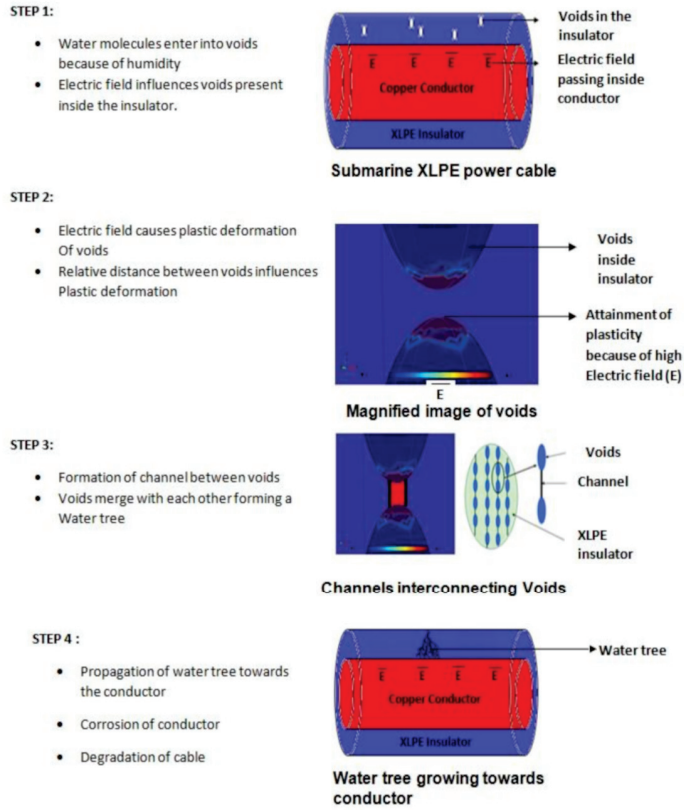 STEP 1:
• Water molecules enter into voids
because of humidity
• Electric field influences voids present
inside the insulator.
Voids in the
insulator
Electric field
passing inside
conductor
E E E E
Copper Conductor
XLPE Insulator
Submarine XLPE power cable
STEP 2:
• Electric field causes plastic deformation
Of voids
• Relative distance between voids influences
Plastic deformation
Voids
inside
insulator
Attainment of
plasticity
because of high
Electric field (E)
E
Magnified image of voids
STEP 3:
• Formation of channel between voids
• Voids merge with each other forming a
Water tree
Voids
Channel
XLPE
insulator
Channels interconnecting Voids
STEP 4 :
• Propagation of water tree towards
the conductor
• Corrosion of conductor
• Degradation of cable
Water tree
E E E E
Copper Conductor
XLPE Insulator
Water tree growing towards
conductor